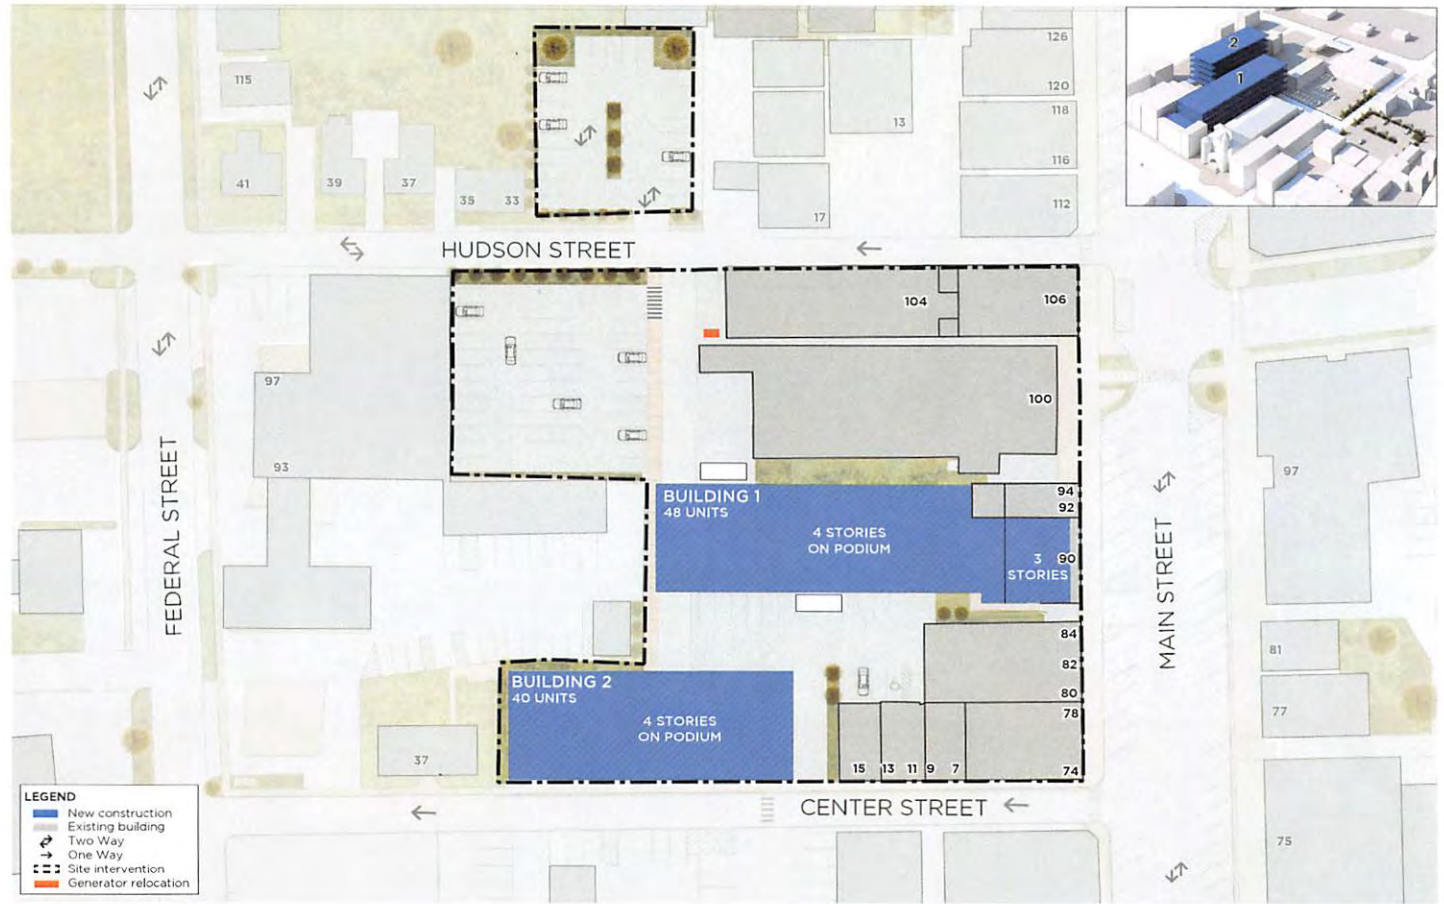 2
1
126
120
118
116
112
115
13
41
39
37
35
33
17
HUDSON STREET
104
106
100
97
93
97
FEDERAL STREET
MAIN STREET
BUILDING 1
48 UNITS
4 STORIES
ON PODIUM
94
92
3
STORIES
90
84
82
80
78
74
81
77
BUILDING 2
40 UNITS
4 STORIES
ON PODIUM
37
15
13
11
9
7
CENTER STREET
75
LEGEND
New construction
Existing building
Two Way
One Way
Site intervention
Generator relocation